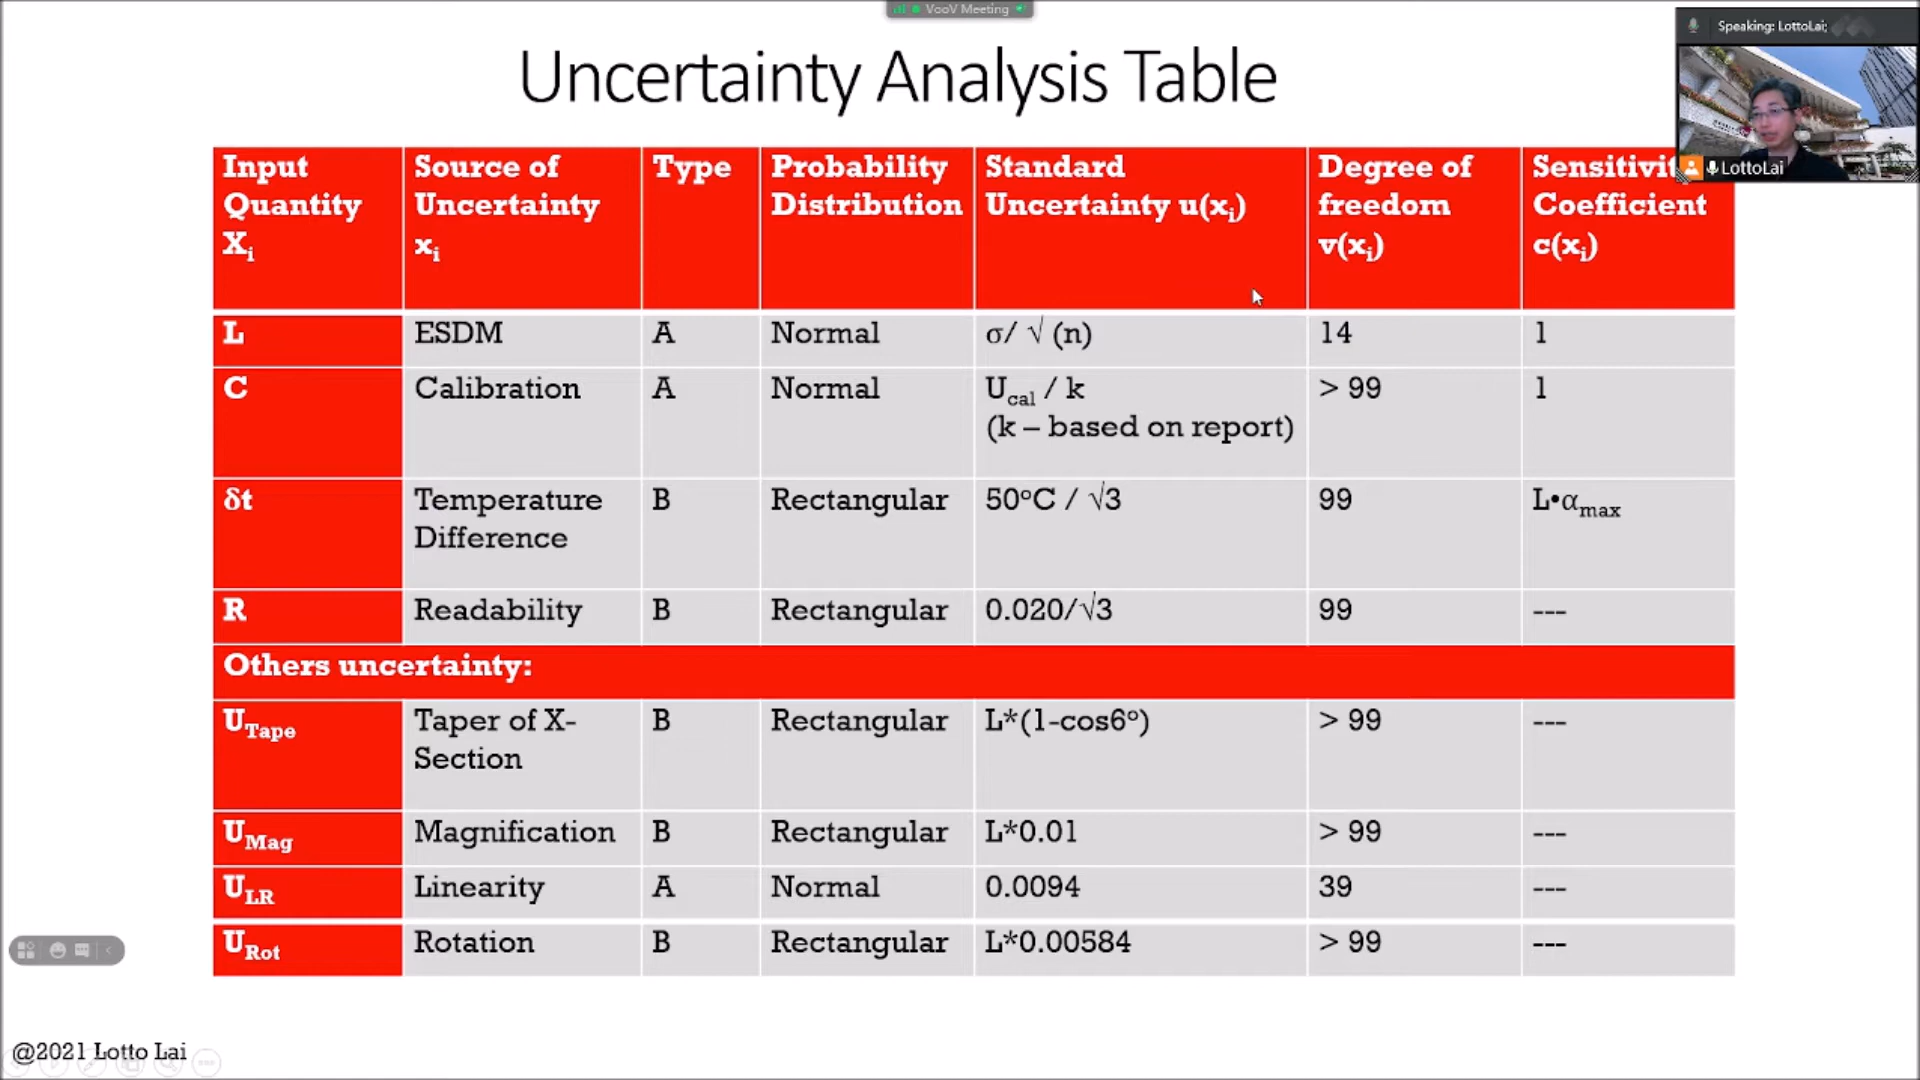 VooV Meeting
Speaking: LottoLai;
LottoLai
Uncertainty Analysis Table
Input Quantity Xi
Source of Uncertainty xi
Type
Probability Distribution
Standard Uncertainty u(xi)
Degree of freedom v(xi)
Coefficient c(xi)
L
ESDM
A
Normal
σ/ √ (n)
14
1
C
Calibration
A
Normal
Ucal / k
(k – based on report)
> 99
1
δt
Temperature Difference
B
Rectangular
50°C / √3
99
L•αmax
R
Readability
B
Rectangular
0.020/√3
99
---
Others uncertainty:
UTape
Taper of X-Section
B
Rectangular
L*(1-cos6°)
> 99
---
UMag
Magnification
B
Rectangular
L*0.01
> 99
---
ULR
Linearity
A
Normal
0.0094
39
---
URot
Rotation
B
Rectangular
L*0.00584
> 99
---
@2021 Lotto Lai